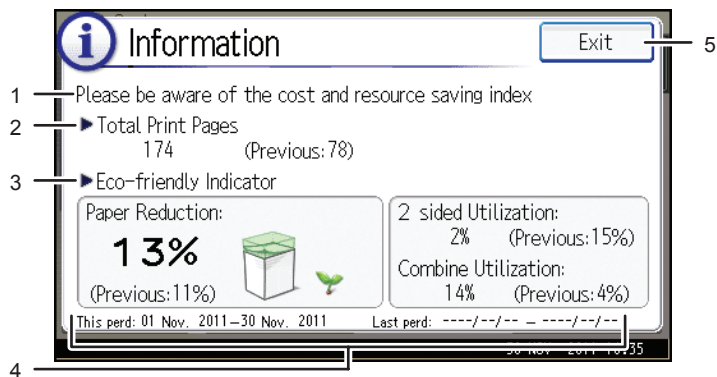 Information
Exit
5
1
Please be aware of the cost and resource saving index
2
Total Print Pages
174 (Previous:78)
3
Eco-friendly Indicator
Paper Reduction:
13%
(Previous:11%)
2 sided Utilization:
2% (Previous:15%)
Combine Utilization:
14% (Previous:4%)
This perd: 01 Nov. 2011–30 Nov. 2011 Last perd: ----/--/-- – ----/--/--
4